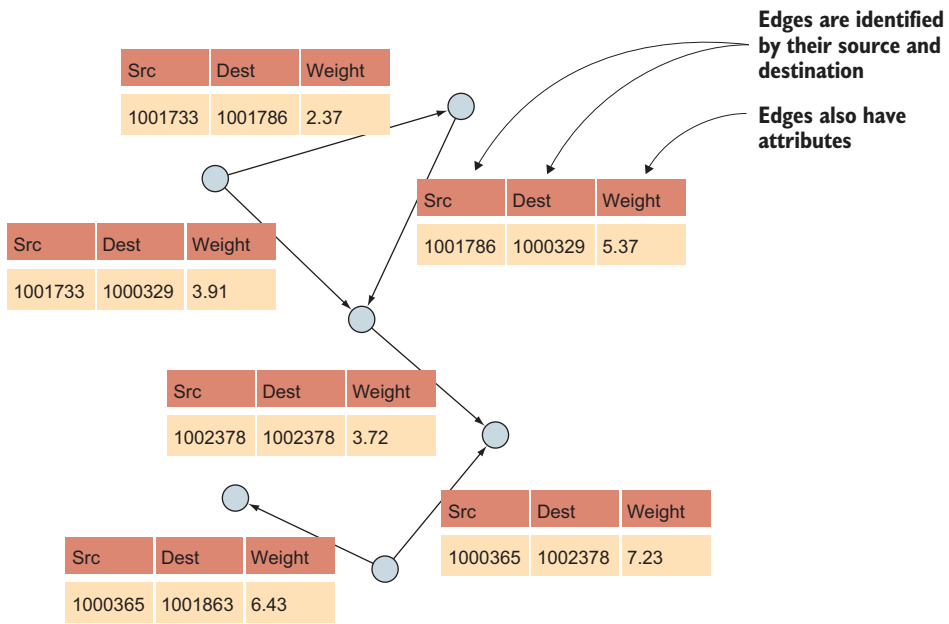 Edges are identified
by their source and
destination
Edges also have
attributes
Src Dest Weight
1001733 1001786 2.37
Src Dest Weight
1001786 1000329 5.37
Src Dest Weight
1001733 1000329 3.91
Src Dest Weight
1002378 1002378 3.72
Src Dest Weight
1000365 1002378 7.23
Src Dest Weight
1000365 1001863 6.43